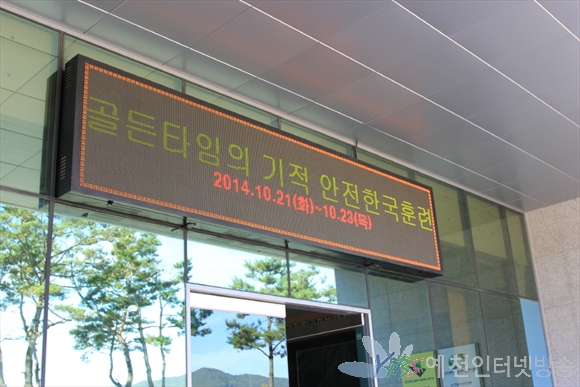 골든타임의 기적 안전한국훈련
2014.10.21(화)~10.23(목)
예천인터넷방송